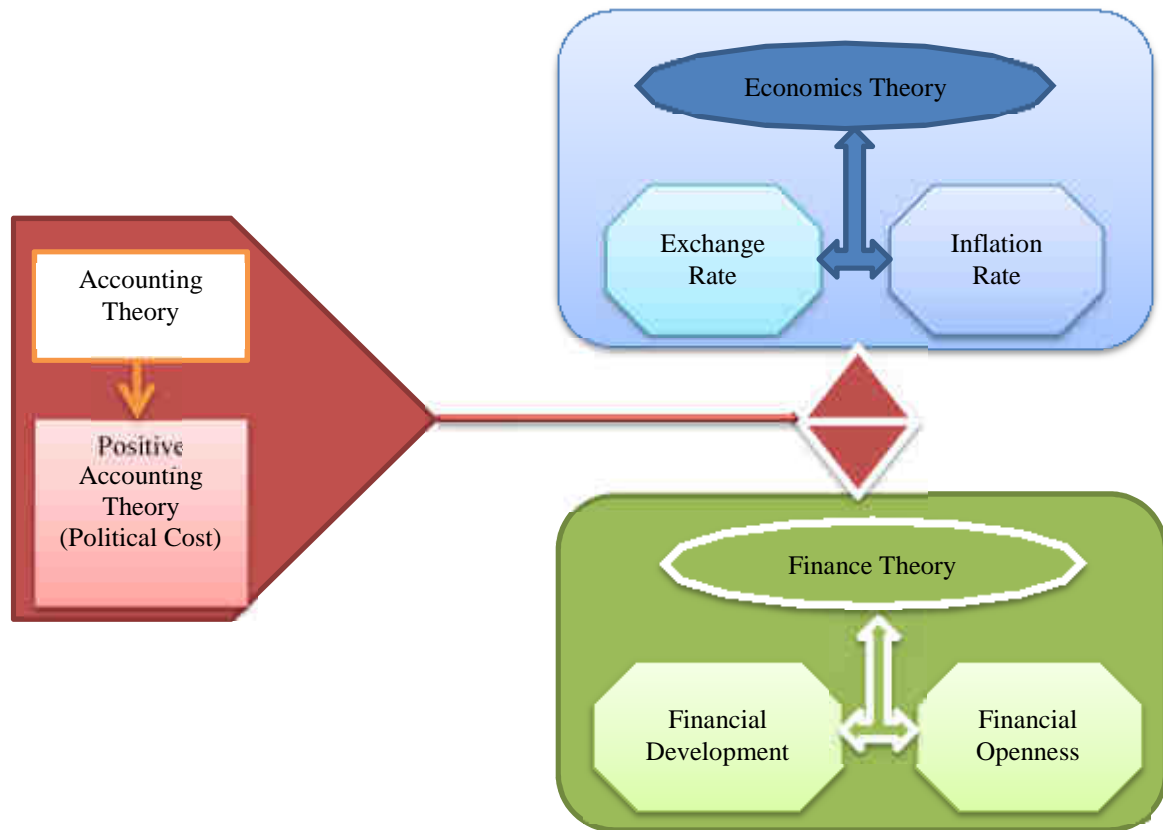 Economics Theory
Exchange
Rate
Inflation
Rate
Accounting
Theory
Positive
Accounting
Theory
(Political Cost)
Finance Theory
Financial
Development
Financial
Openness